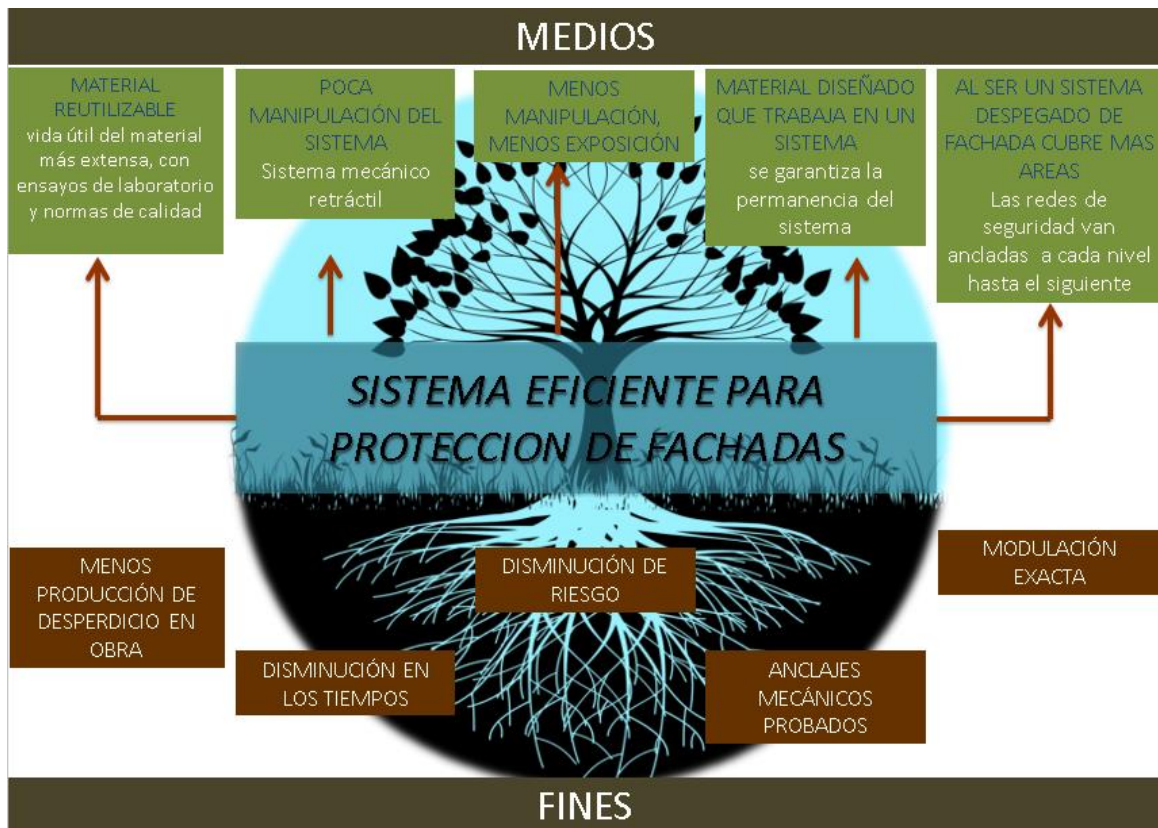 MEDIOS
MATERIAL
REUTILIZABLE
vida útil del material
más extensa, con
ensayos de laboratorio
y normas de calidad
POCA
MANIPULACIÓN DEL
SISTEMA
Sistema mecánico
retráctil
MENOS
MANIPULACIÓN,
MENOS EXPOSICIÓN
MATERIAL DISEÑADO
QUE TRABAJA EN UN
SISTEMA
se garantiza la
permanencia del
sistema
AL SER UN SISTEMA
DESPEGADO DE
FACHADA CUBRE MAS
AREAS
Las redes de
seguridad van
ancladas a cada nivel
hasta el siguiente
SISTEMA EFICIENTE PARA
PROTECCION DE FACHADAS
MENOS
PRODUCCIÓN DE
DESPERDICIO EN
OBRA
DISMINUCIÓN EN
LOS TIEMPOS
DISMINUCIÓN DE
RIESGO
ANCLAJES
MECÁNICOS
PROBADOS
MODULACIÓN
EXACTA
FINES